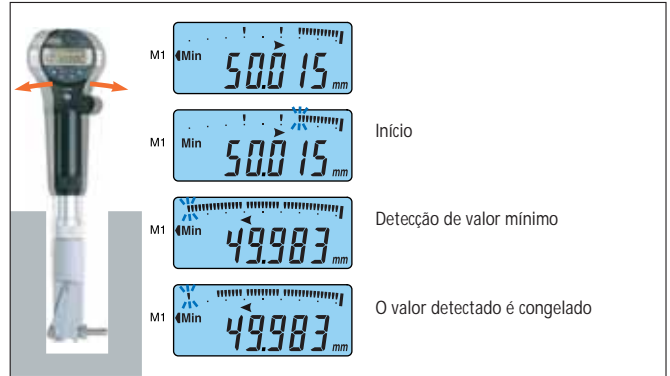 M1 Min 50.015 mm
M1 Min 50.015 mm
Início
M1 Min 49.983 mm
Detecção de valor mínimo
M1 Min 49.983 mm
O valor detectado é congelado